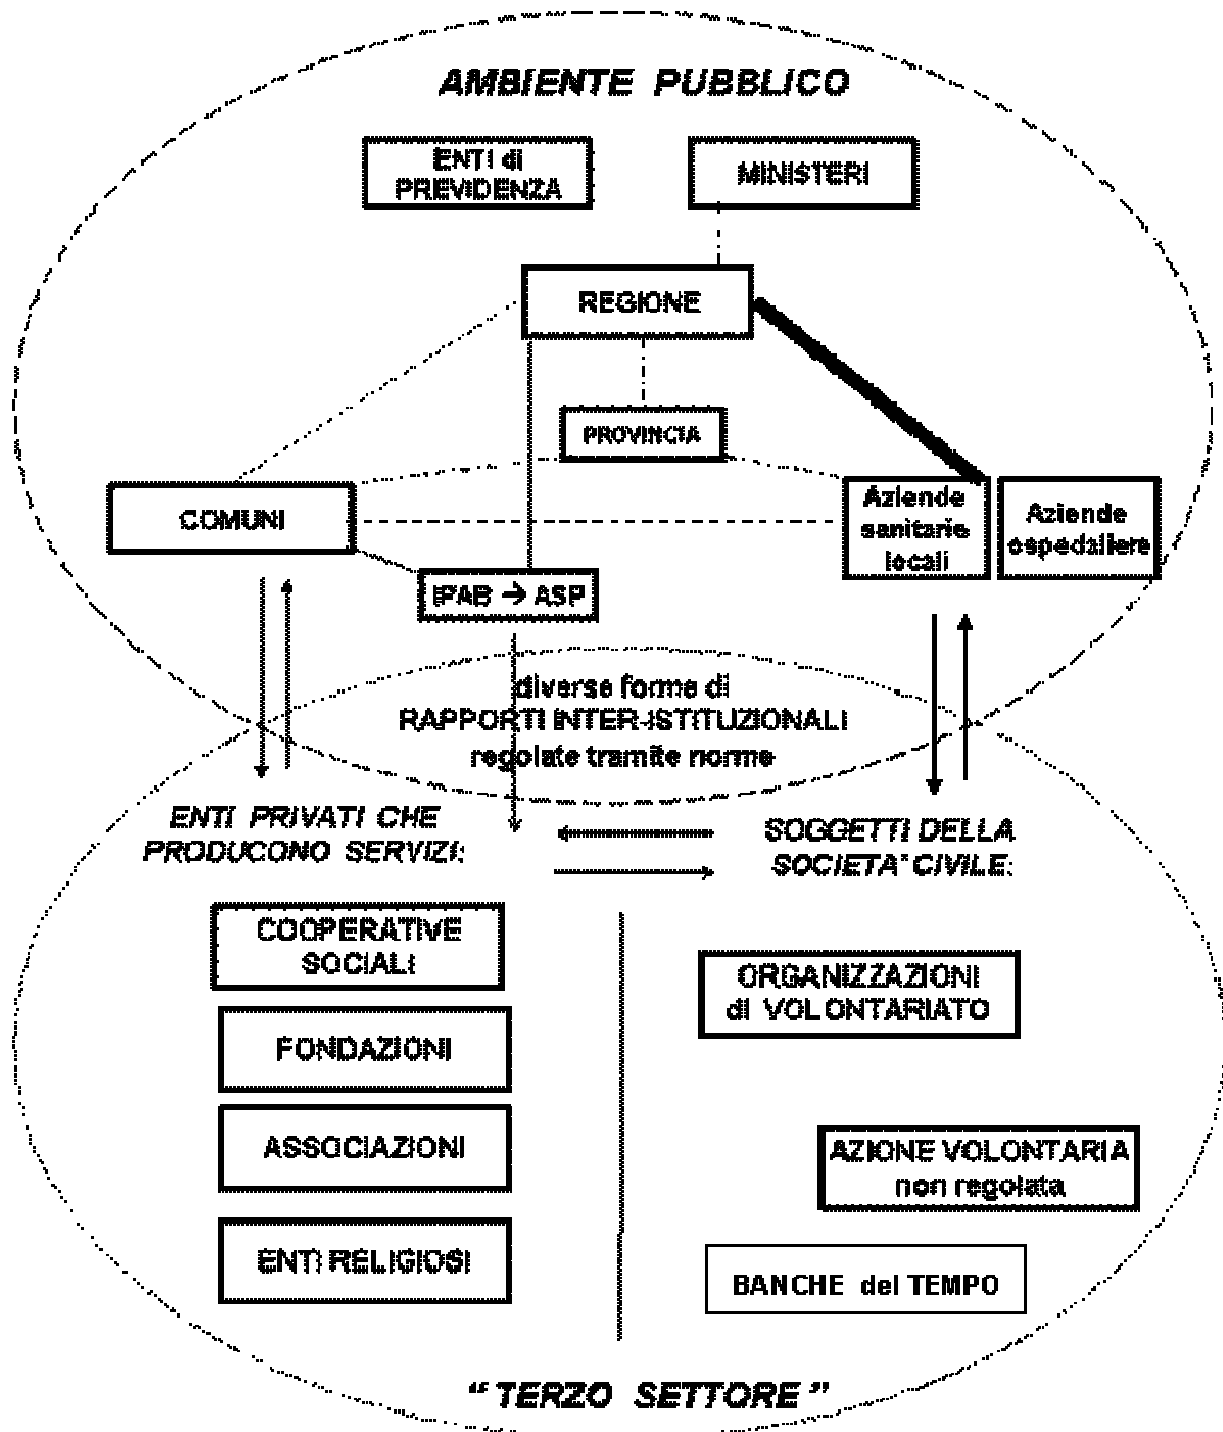 AMBIENTE PUBBLICO
ENTI di
PREVIDENZA
MINISTERI
REGIONE
PROVINCIA
COMUNI
Aziende
sanitarie
locali
Aziende
ospedaliere
IPAB → ASP
diverse forme di
RAPPORTI INTER-ISTITUZIONALI
regolate tramite norme
ENTI PRIVATI CHE
PRODUCONO SERVIZI:
SOGGETTI DELLA
SOCIETA' CIVILE:
COOPERATIVE
SOCIALI
FONDAZIONI
ASSOCIAZIONI
ENTI RELIGIOSI
ORGANIZZAZIONI
di VOLONTARIATO
AZIONE VOLONTARIA
non regolata
BANCHE del TEMPO
“ TERZO SETTORE ”